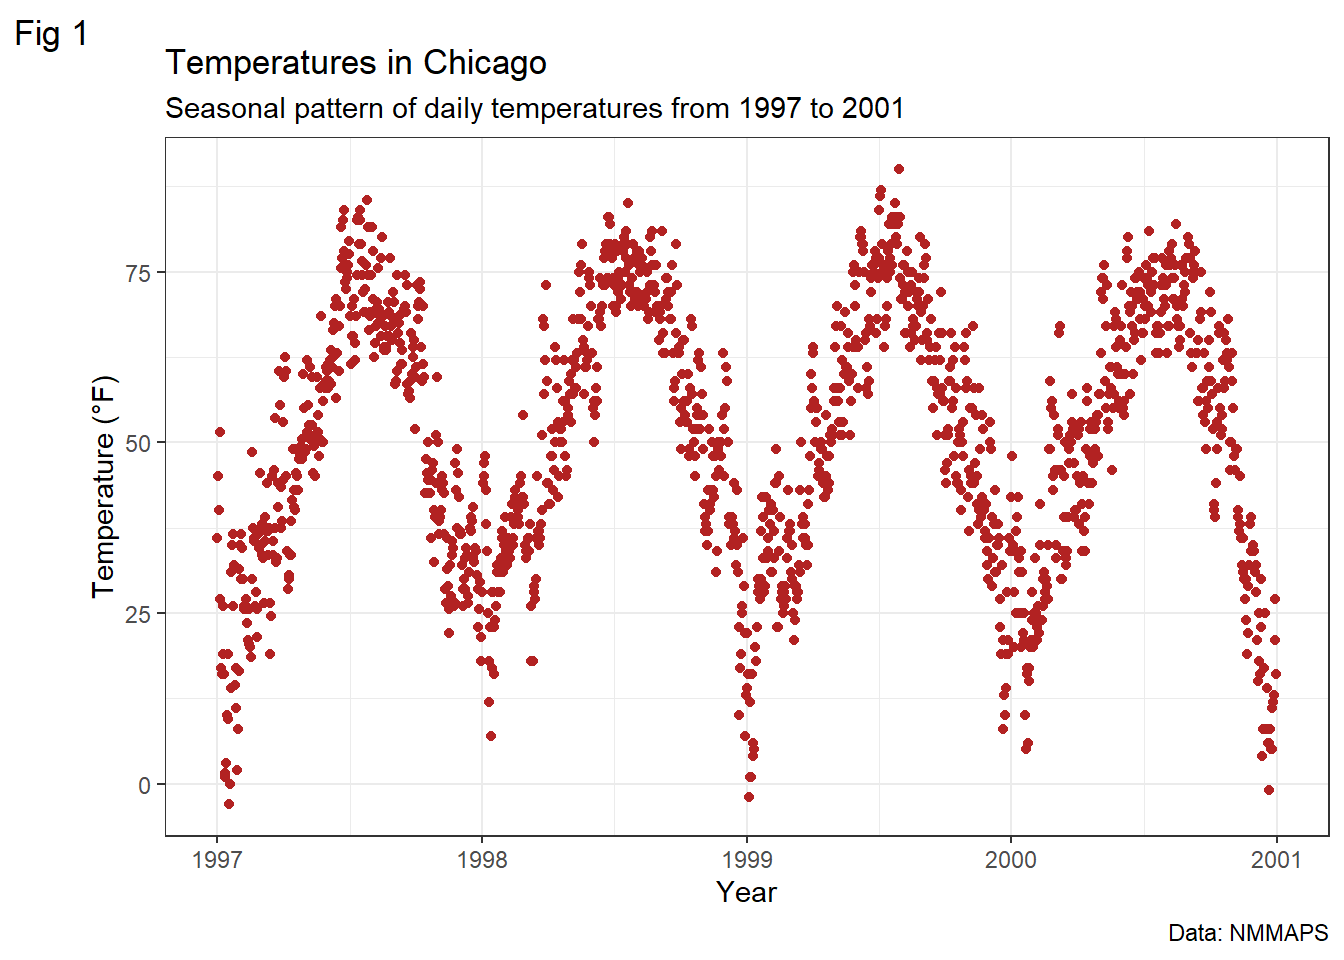 Fig 1
Temperatures in Chicago
Seasonal pattern of daily temperatures from 1997 to 2001
Temperature (°F)
75
50
25
0
1997 1998 1999 2000 2001
Year
Data: NMMAPS